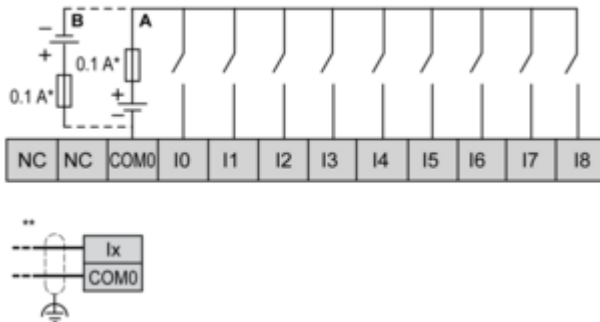 B A
0.1 A*
0.1 A*
NC NC COM0 I0 I1 I2 I3 I4 I5 I6 I7 I8
**
Ix
COM0